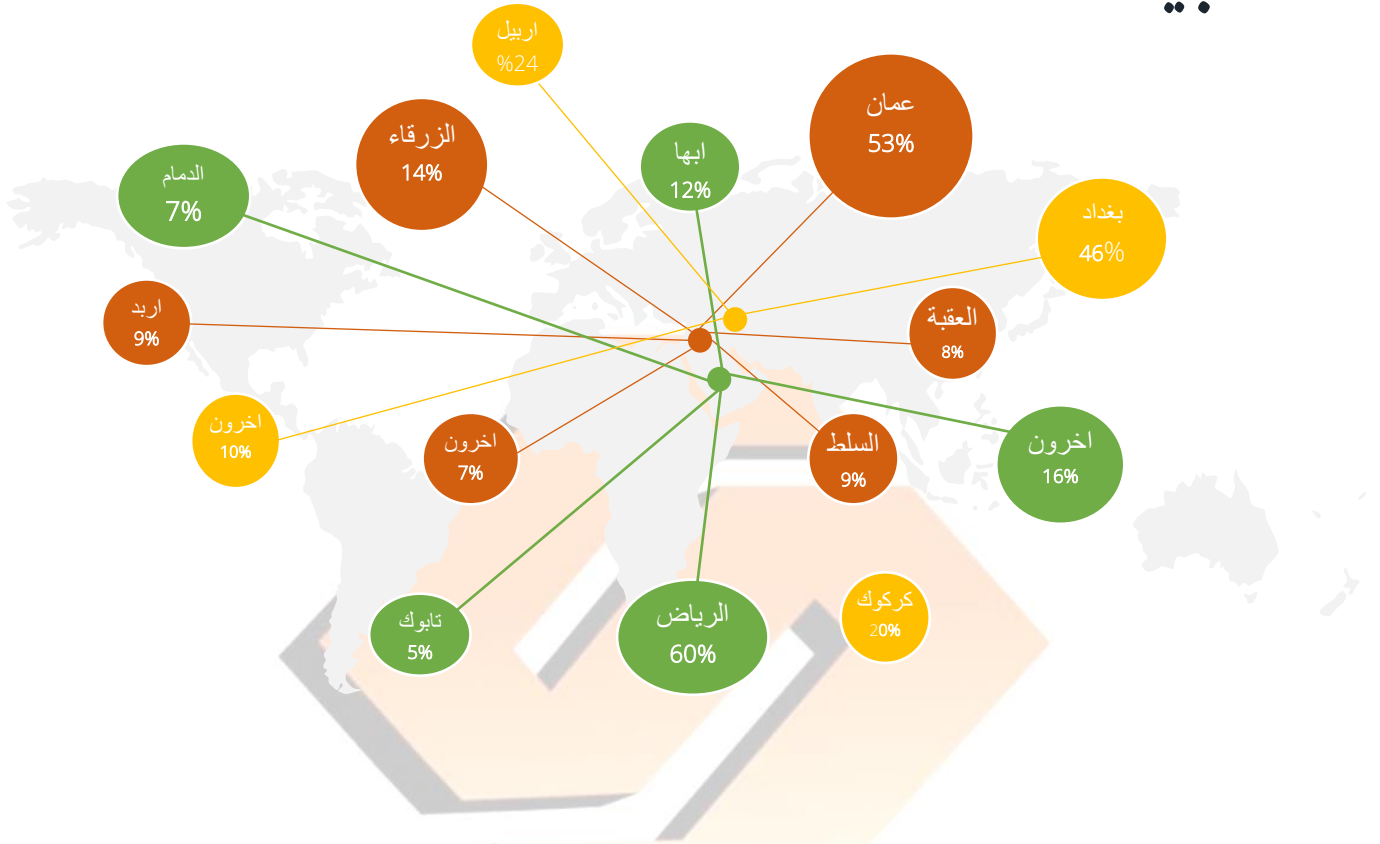 اربيل
%24
عمان
53%
الزرقاء
14%
ابها
12%
الدمام
7%
بغداد
46%
اربد
9%
العقبة
8%
اخرون
10%
اخرون
7%
السلط
9%
اخرون
16%
تابوك
5%
الرياض
60%
كركوك
20%